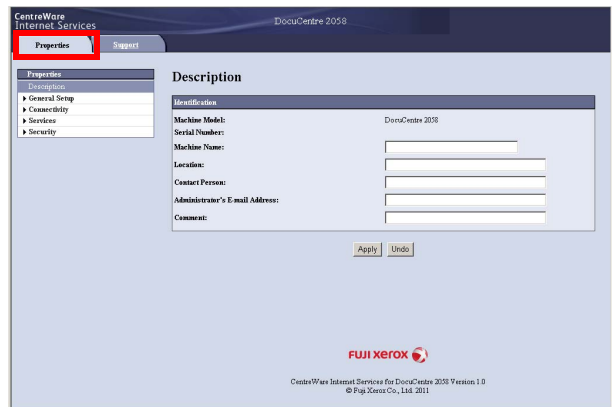 CentreWare
Internet Services
DocuCentre 2058
Properties
Support
Properties
Description
General Setup
Connectivity
Services
Security
Description
Identification
Machine Model: DocuCentre 2058
Serial Number:
Machine Name:
Location:
Contact Person:
Administrator's E-mail Address:
Comment:
Apply Undo
FUJI xerox
CentreWare Internet Services for DocuCentre 2058 Version 1.0
© Fuji Xerox Co., Ltd. 2011